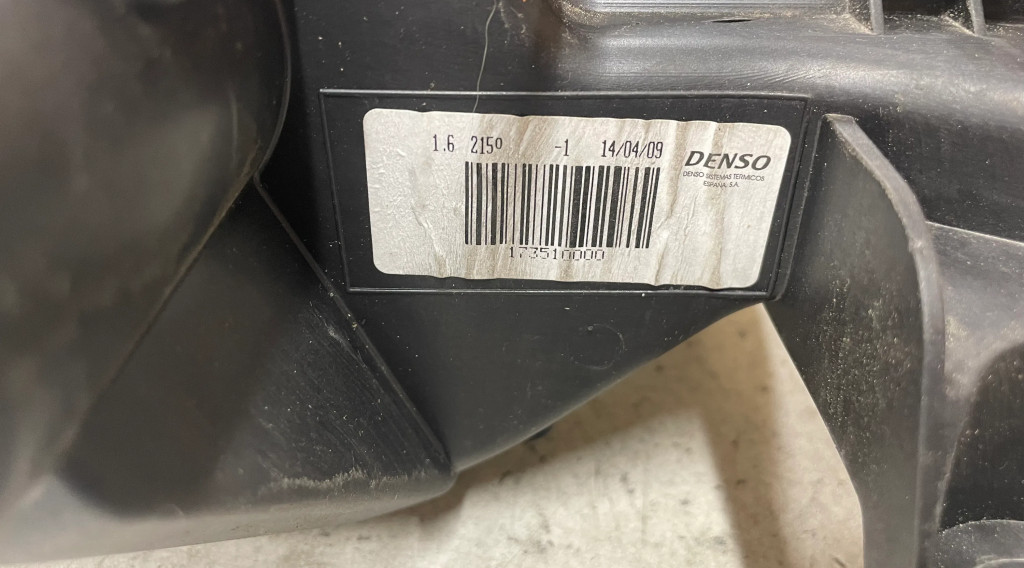 1.6 215º -1 14/04/09
DENSO
DENSO SISTEMAS TERMICOS
ESPAÑA, S.A.
173510000